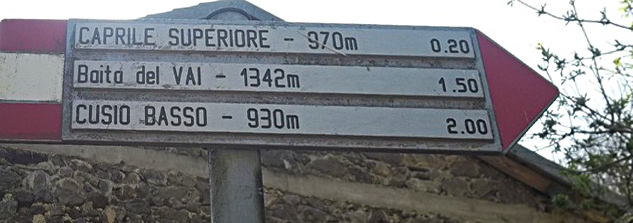 CAPRILE SUPERIORE - 970m 0.20
Baita del VAI - 1342m 1.50
CUSIO BASSO - 930m 2.00